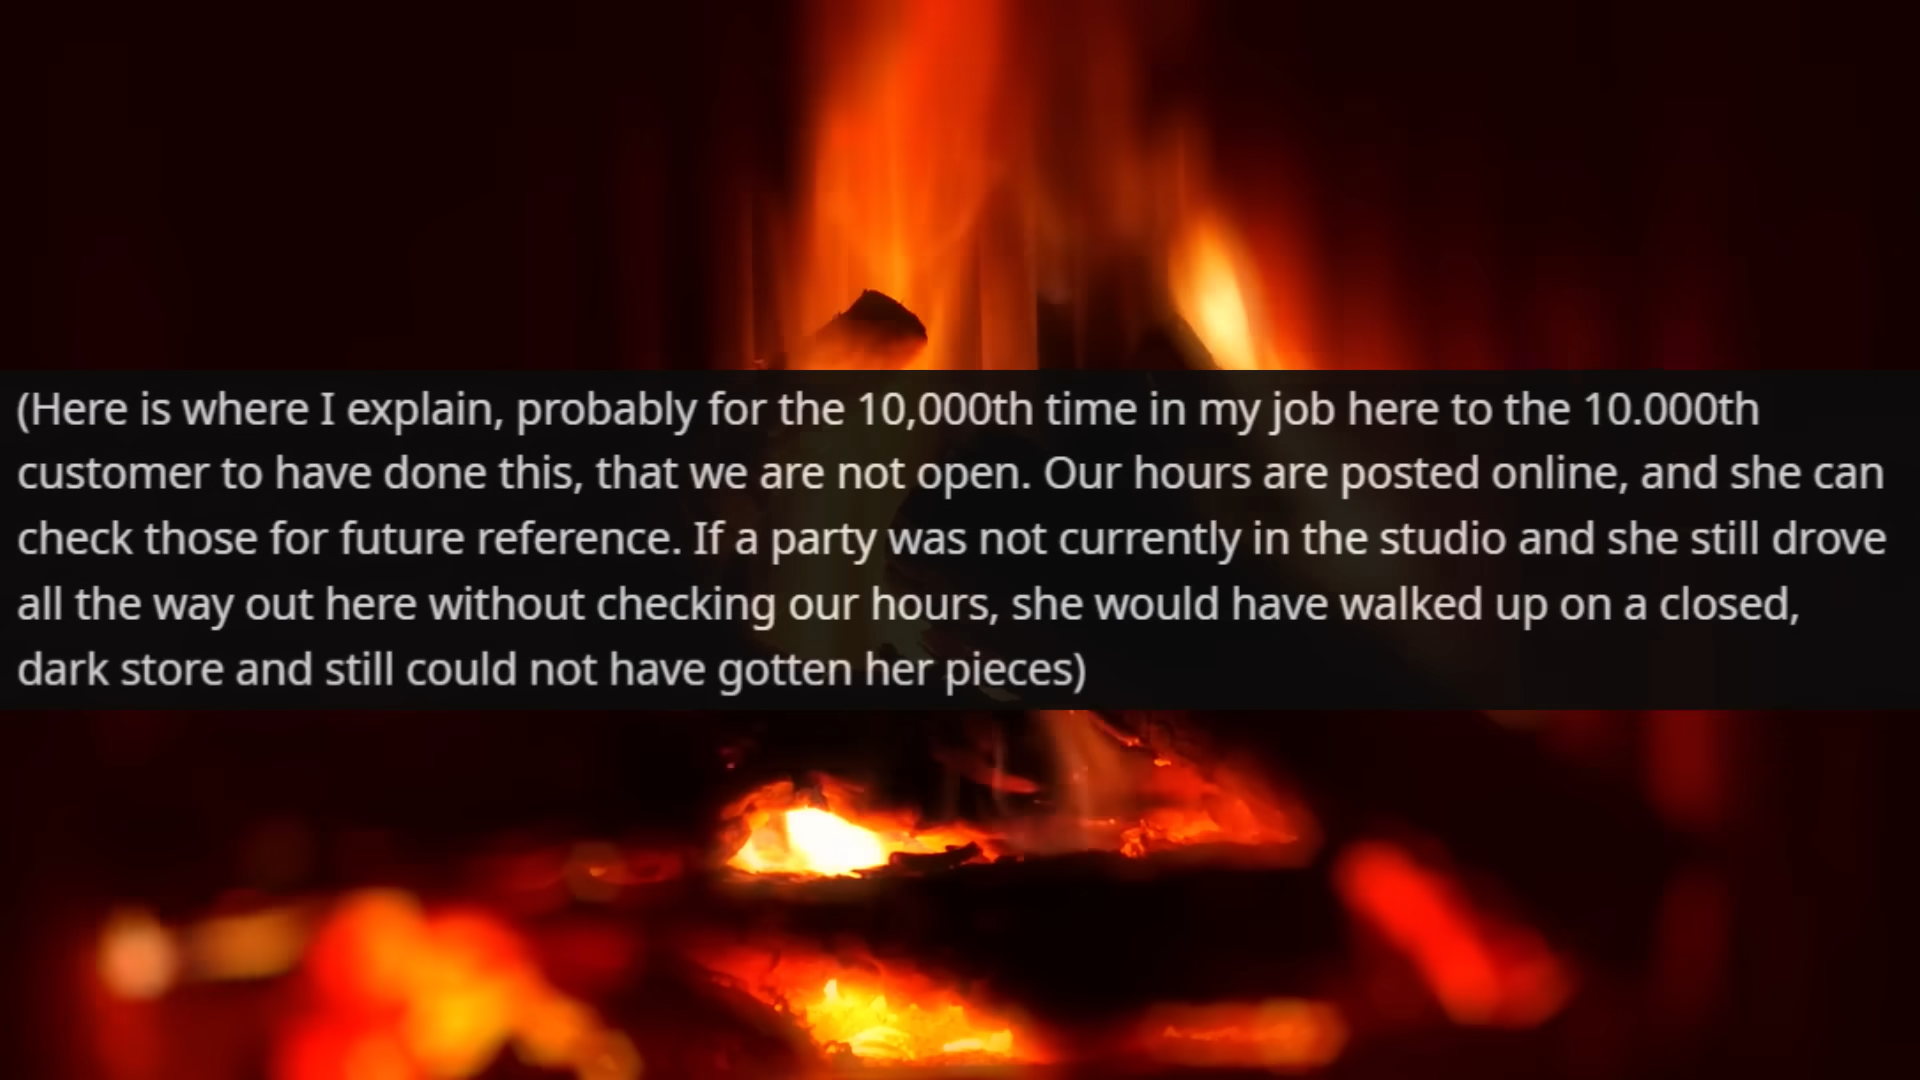 (Here is where I explain, probably for the 10,000th time in my job here to the 10.000th
customer to have done this, that we are not open. Our hours are posted online, and she can
check those for future reference. If a party was not currently in the studio and she still drove
all the way out here without checking our hours, she would have walked up on a closed,
dark store and still could not have gotten her pieces)